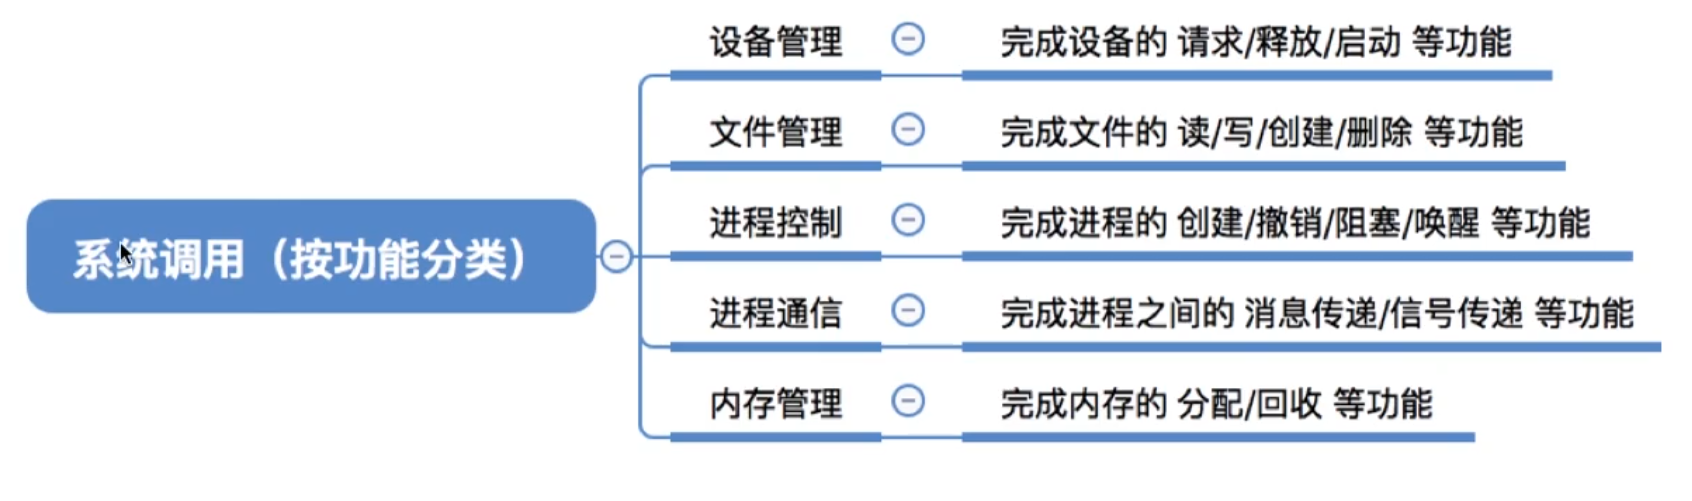 系统调用（按功能分类）
设备管理
完成设备的 请求/释放/启动 等功能
文件管理
完成文件的 读/写/创建/删除 等功能
进程控制
完成进程的 创建/撤销/阻塞/唤醒 等功能
进程通信
完成进程之间的 消息传递/信号传递 等功能
内存管理
完成内存的 分配/回收 等功能